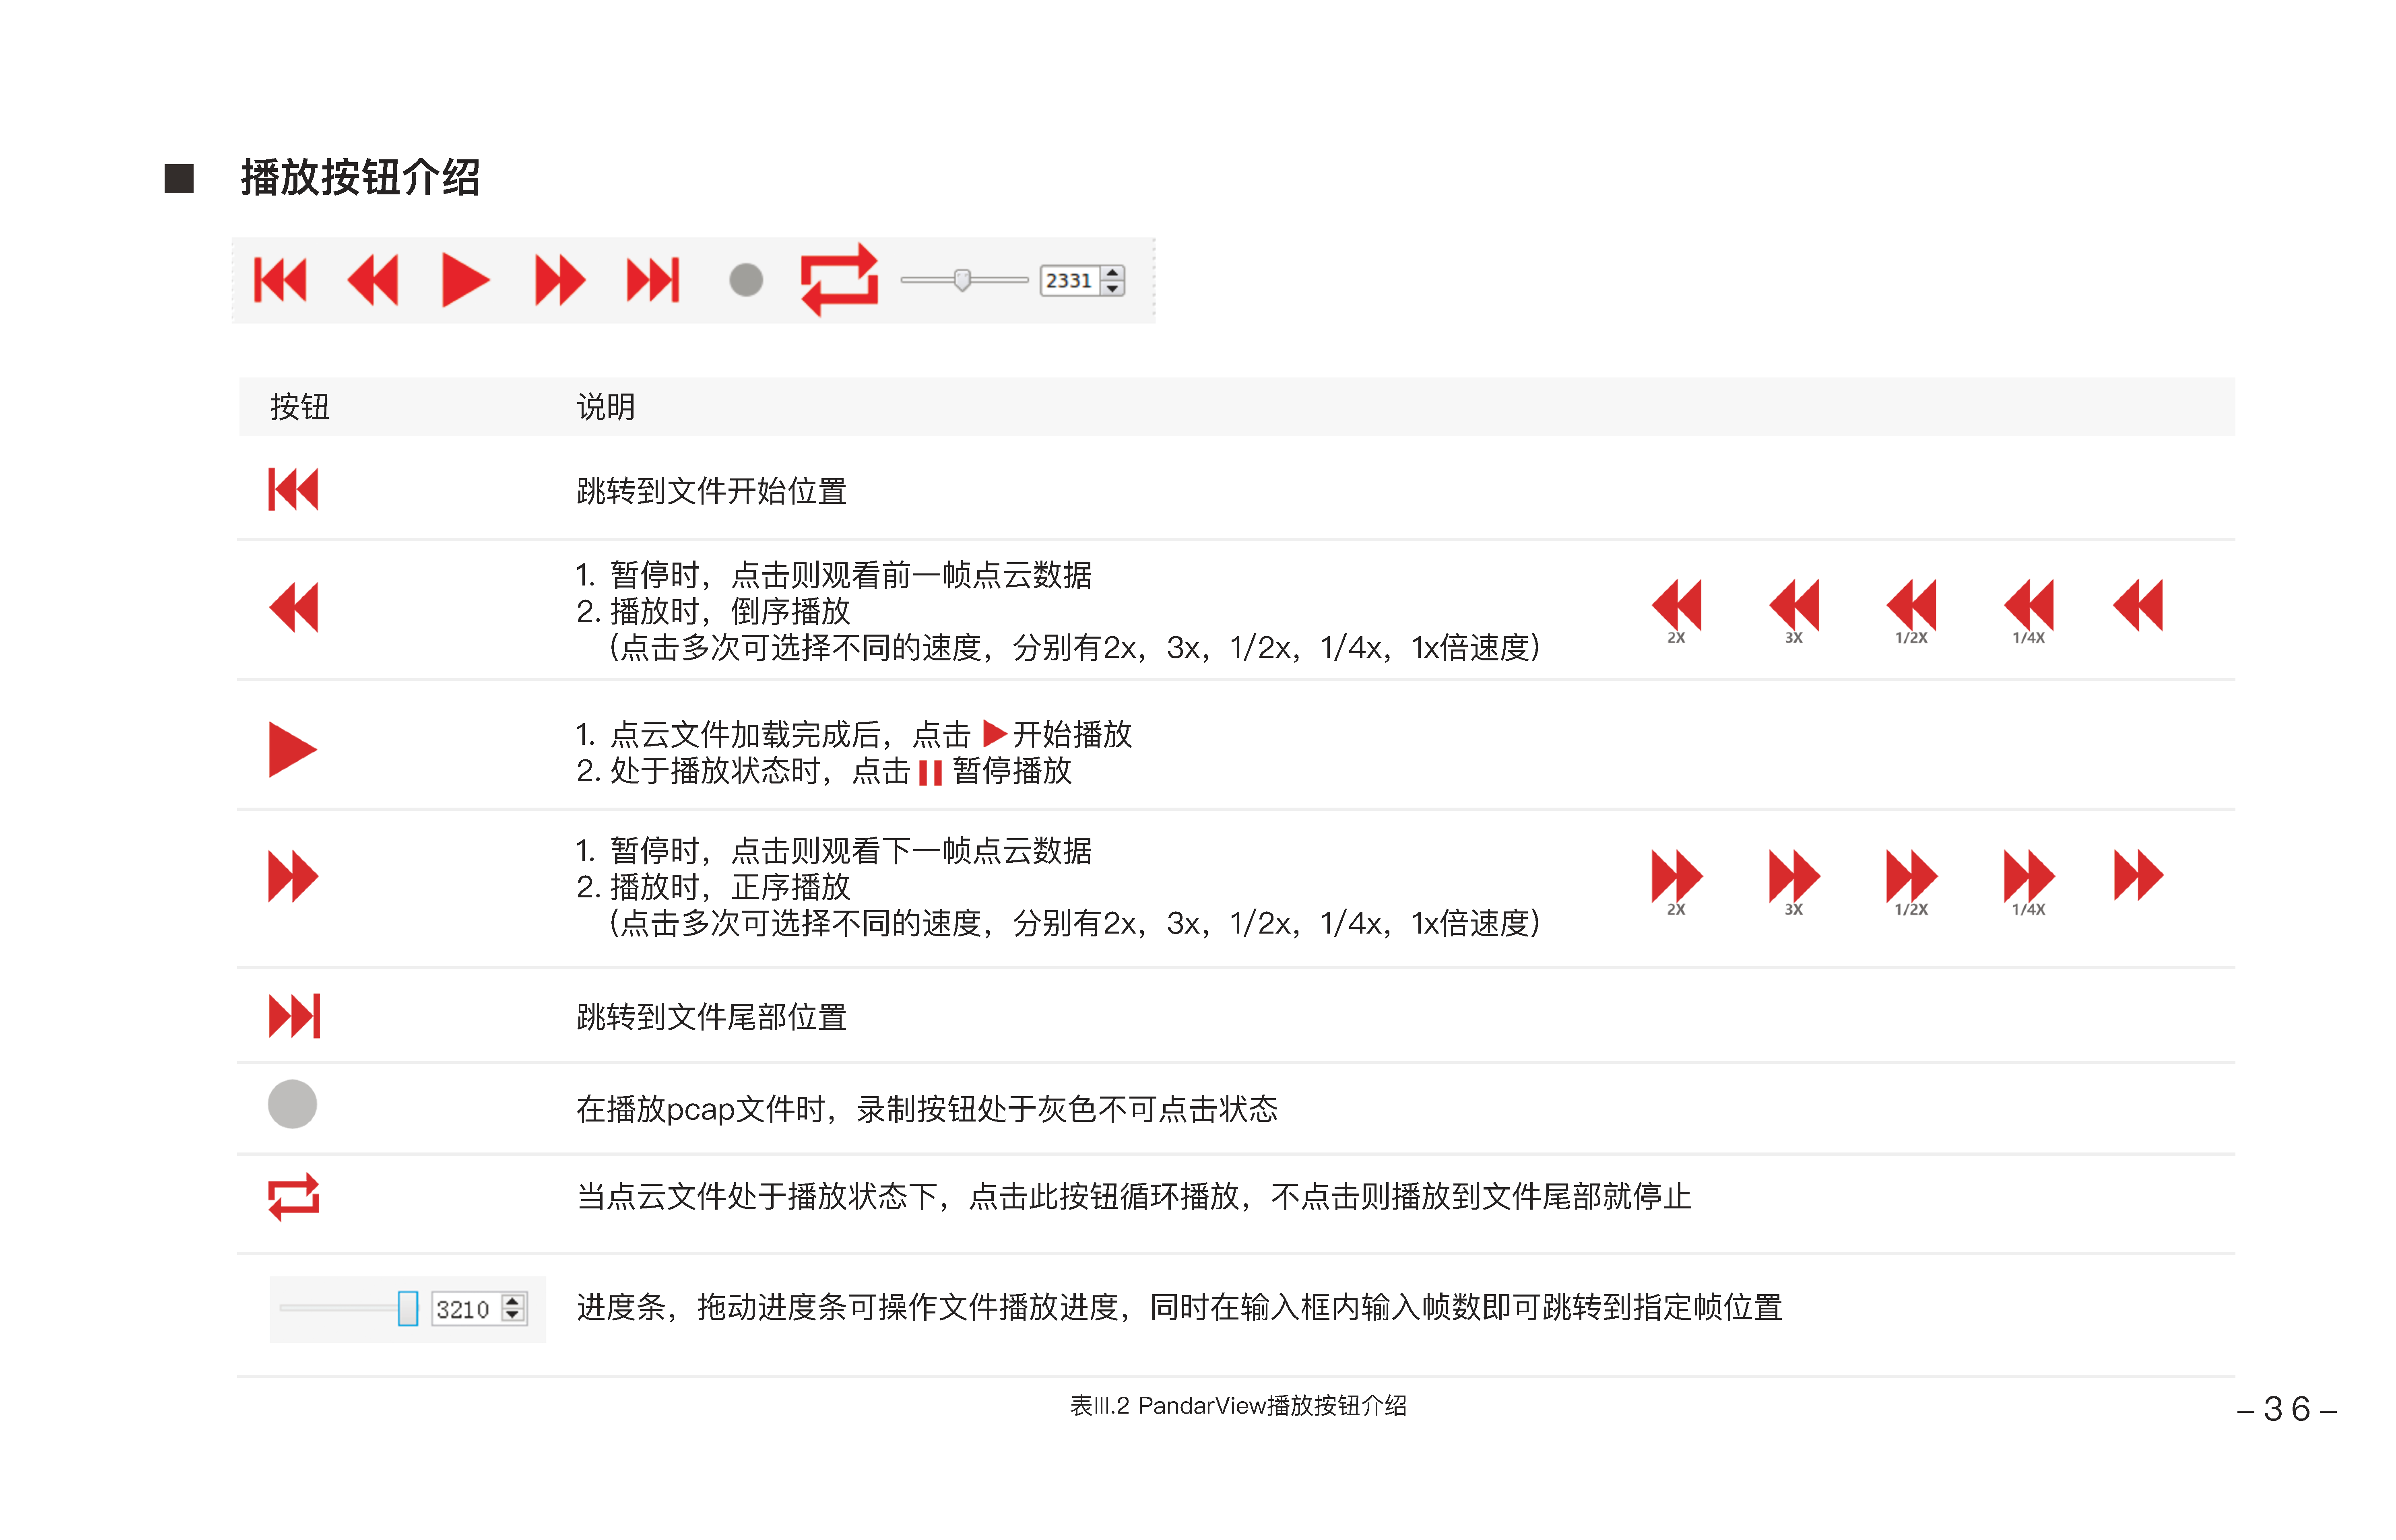 播放按钮介绍
2331
按钮 说明
跳转到文件开始位置
1. 暂停时，点击则观看前一帧点云数据
2. 播放时，倒序播放
（点击多次可选择不同的速度，分别有2x，3x，1/2x，1/4x，1x倍速度）
2X 3X 1/2X 1/4X
1. 点云文件加载完成后，点击 开始播放
2. 处于播放状态时，点击 暂停播放
1. 暂停时，点击则观看下一帧点云数据
2. 播放时，正序播放
（点击多次可选择不同的速度，分别有2x，3x，1/2x，1/4x，1x倍速度）
2X 3X 1/2X 1/4X
跳转到文件尾部位置
在播放pcap文件时，录制按钮处于灰色不可点击状态
当点云文件处于播放状态下，点击此按钮循环播放，不点击则播放到文件尾部就停止
3210 进度条，拖动进度条可操作文件播放进度，同时在输入框内输入帧数即可跳转到指定帧位置
表III.2 PandarView播放按钮介绍
– 3 6 –